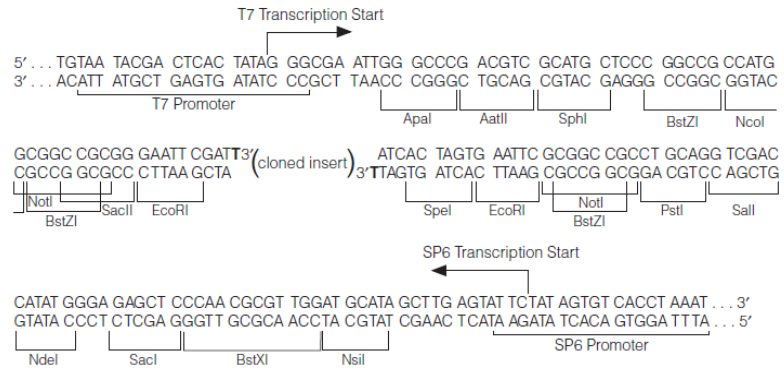 T7 Transcription Start
5′ . . . TGTAA TACGA CTCAC TATAG GGCGA ATTGG GCCCG ACGTC GCATG CTCCC GGCCG CCATG
3′ . . . ACATT ATGCT GAGTG ATATC CCGCTT TAACC CGGGC TGCAG CGTAC GAGGG CCGGC GGTAC
T7 Promoter
ApaI AatII SphI BstZI NcoI
GCGGC CGCGG GAATT CGATT3′ (cloned insert) ATCAC TAGTG AATTC GCGGC CGCCT GCAGG TCGAC
CGCCG GCGCC CTTAA GCTA 3′TTAGTG ATCAC TTAAG CGCCG GCGGA CGTCC AGCTG
NotI BstZI SacII EcoRI SpeI EcoRI NotI BstZI PstI SalI
SP6 Transcription Start
CATAT GGGA GAGCT CCCAA CGCGT TGGAT GCATA GCTTG AGTAT TCTAT AGTGT CACCT AAAT . . . 3′
GTATA CCCT CTCGA GGGTT GCGCA ACCTA CGTAT CGAAC TCATA AGATA TCACA GTGGA TTTA . . . 5′
NdeI SacI BstXI NsiI SP6 Promoter